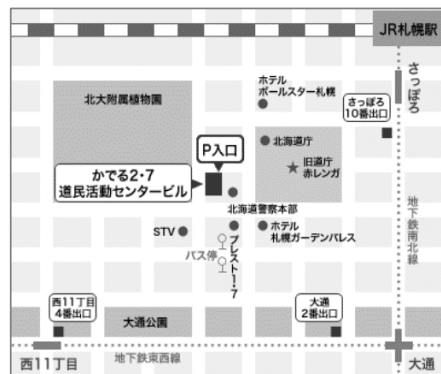 JR札幌駅
さっぽろ
ホテル
ポールスター札幌
北大附属植物園
さっぽろ
10番出口
P入口
北海道庁
旧道庁
赤レンガ
かでる2・7
道民活動センタービル
北海道警察本部
地下鉄南北線
STV
ホテル
札幌ガーデンパレス
バス停
プレスト1・7
西11丁目
4番出口
大通公園
大通
2番出口
西11丁目
地下鉄東西線
大通